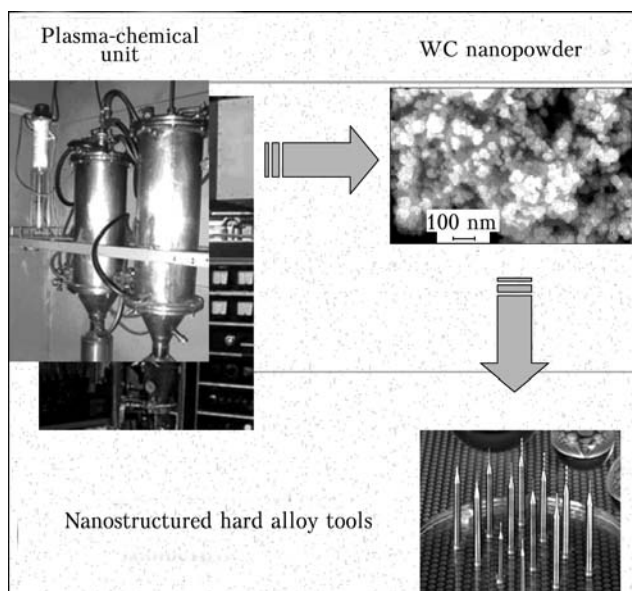 Plasma-chemical
unit
WC nanopowder
100 nm
Nanostructured hard alloy tools